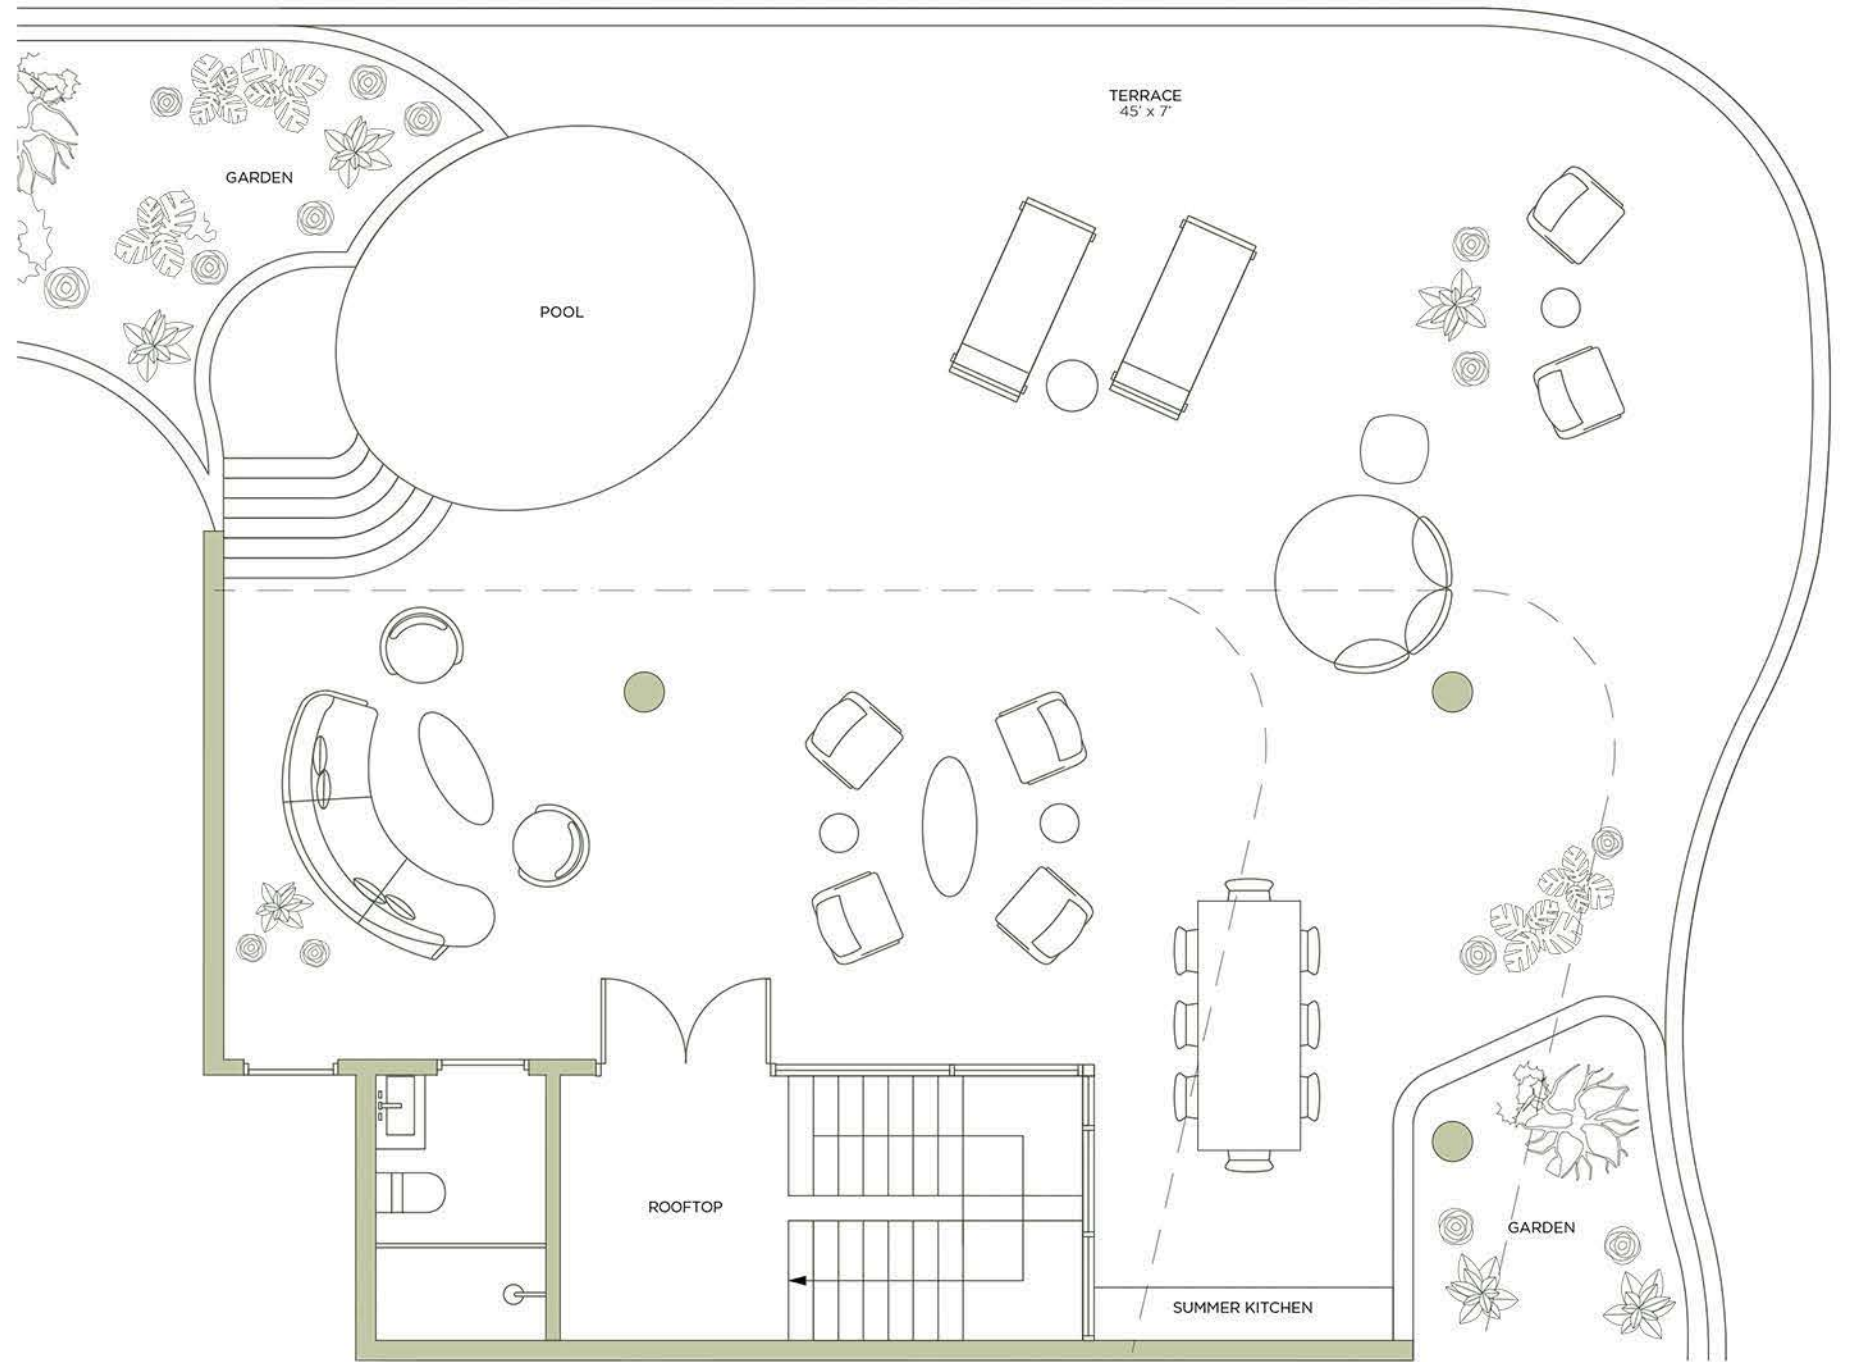 TERRACE
45' x 7'
GARDEN
POOL
ROOFTOP
GARDEN
SUMMER KITCHEN